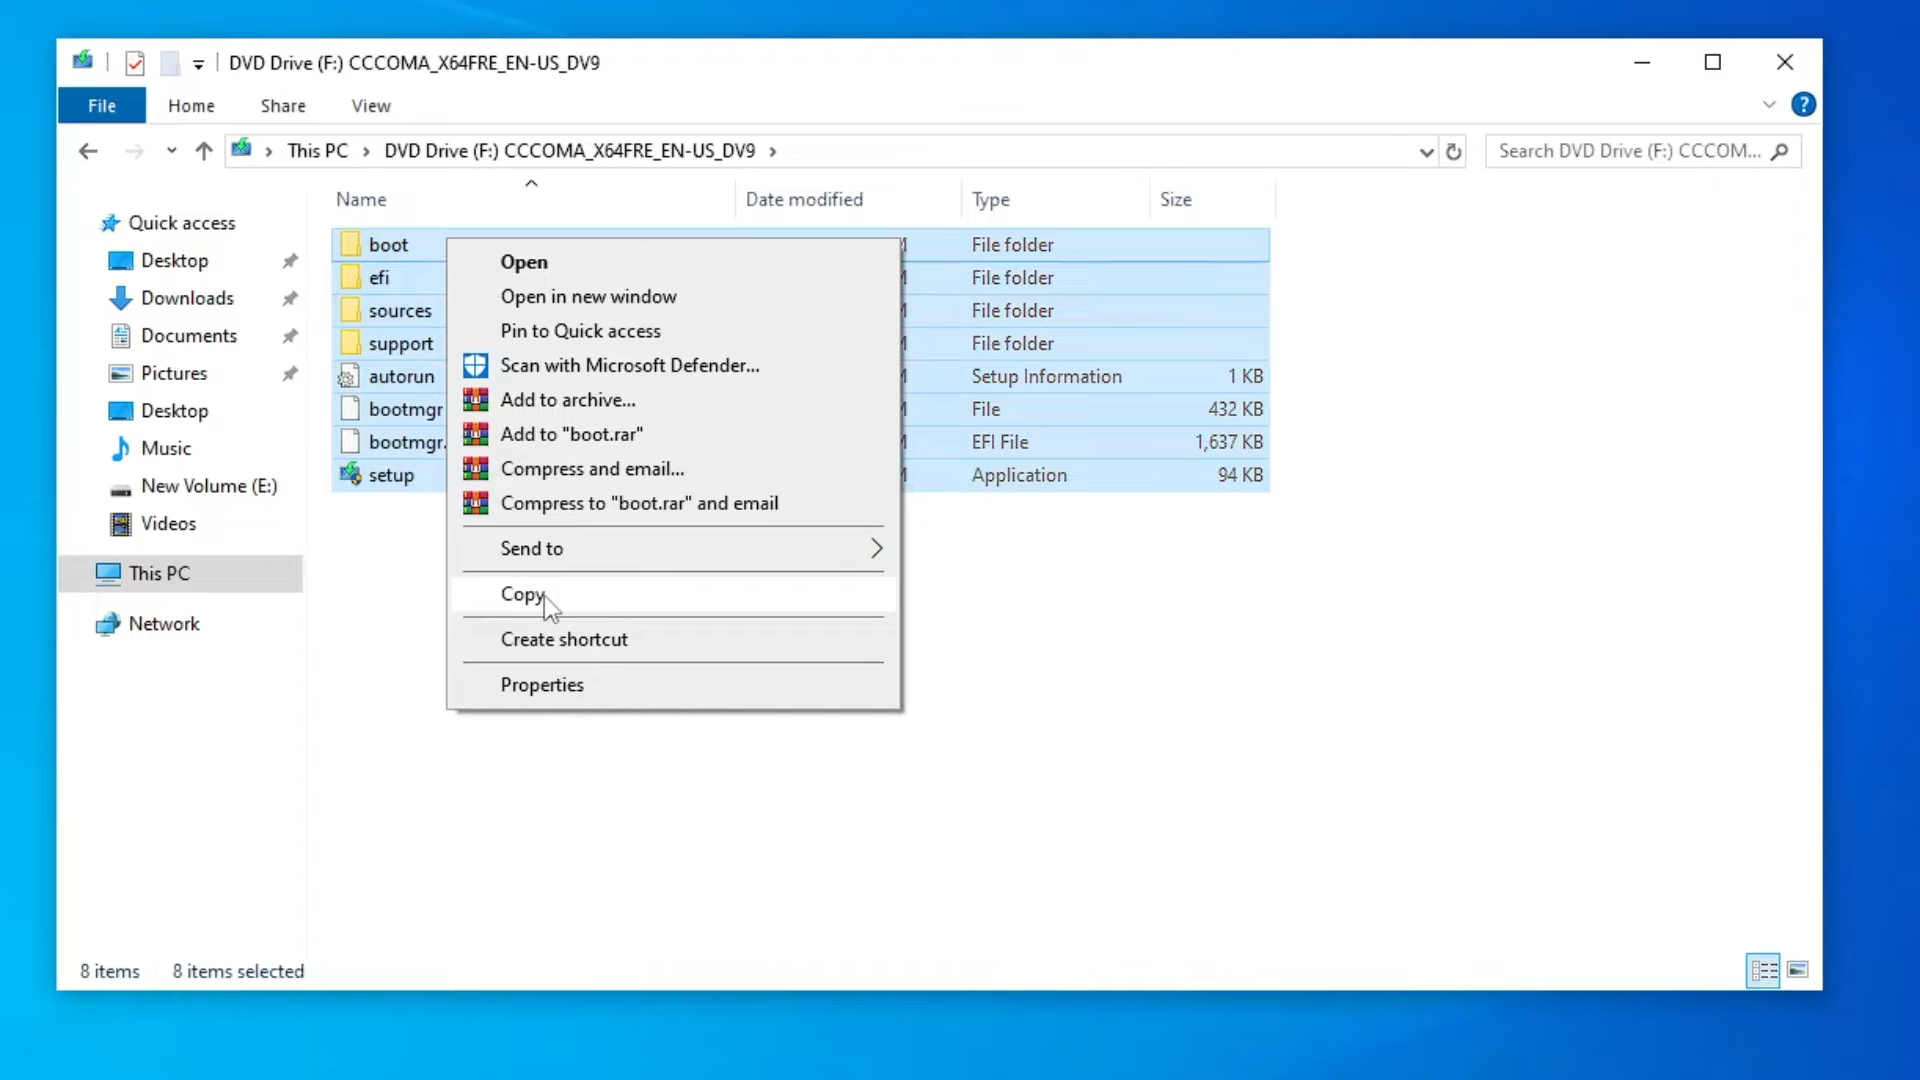 DVD Drive (F:) CCCOMA_X64FRE_EN-US_DV9
File Home Share View ?
This PC DVD Drive (F:) CCCOMA_X64FRE_EN-US_DV9 Search DVD Drive (F:) CCCOM...
Name Date modified Type Size
Quick access
Desktop
Downloads
Documents
Pictures
Desktop
Music
New Volume (E:)
Videos
This PC
Network
boot File folder
efi File folder
sources File folder
support File folder
autorun Setup Information 1 KB
bootmgr File 432 KB
bootmgr. EFI File 1,637 KB
setup Application 94 KB
Open
Open in new window
Pin to Quick access
Scan with Microsoft Defender...
Add to archive...
Add to "boot.rar"
Compress and email...
Compress to "boot.rar" and email
Send to
Copy
Create shortcut
Properties
8 items 8 items selected